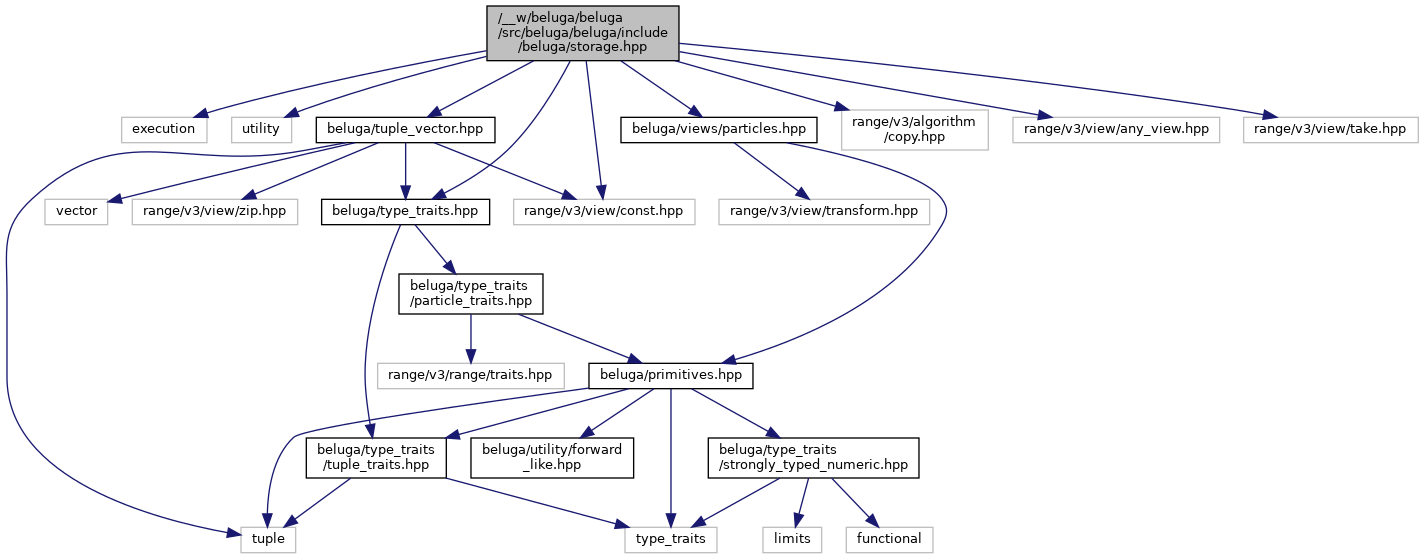 /__w/beluga/beluga
/src/beluga/beluga/include
/beluga/storage.hpp
execution
utility
beluga/tuple_vector.hpp
beluga/views/particles.hpp
range/v3/algorithm
/copy.hpp
range/v3/view/any_view.hpp
range/v3/view/take.hpp
vector
range/v3/view/zip.hpp
beluga/type_traits.hpp
range/v3/view/const.hpp
range/v3/view/transform.hpp
beluga/type_traits
/particle_traits.hpp
range/v3/range/traits.hpp
beluga/primitives.hpp
beluga/type_traits
/tuple_traits.hpp
beluga/utility/forward
_like.hpp
beluga/type_traits
/strongly_typed_numeric.hpp
tuple
type_traits
limits
functional